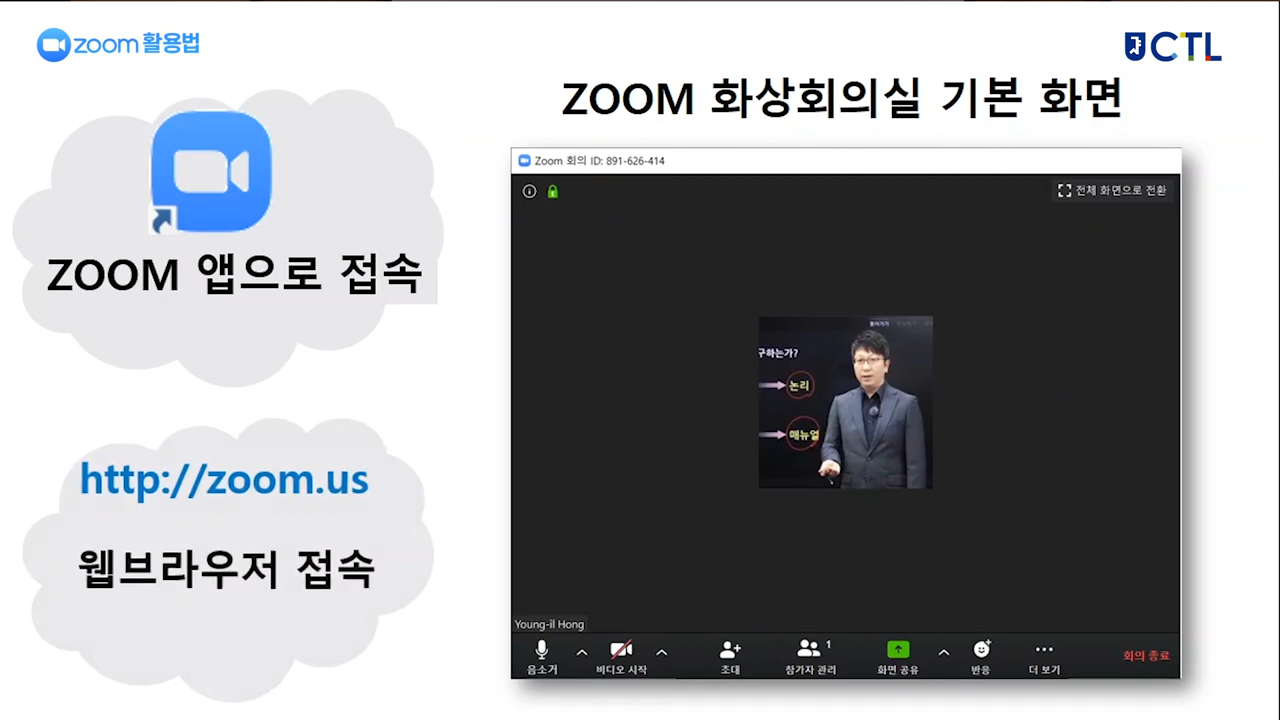 zoom 활용법
CTL
ZOOM 화상회의실 기본 화면
ZOOM 앱으로 접속
http://zoom.us
웹브라우저 접속
Zoom 회의 ID: 891-626-414
전체 화면으로 전환
구하는가?
논리
매뉴얼
Young-il Hong
음소거
비디오 시작
초대
1
참가자 관리
화면 공유
반응
더 보기
회의 종료